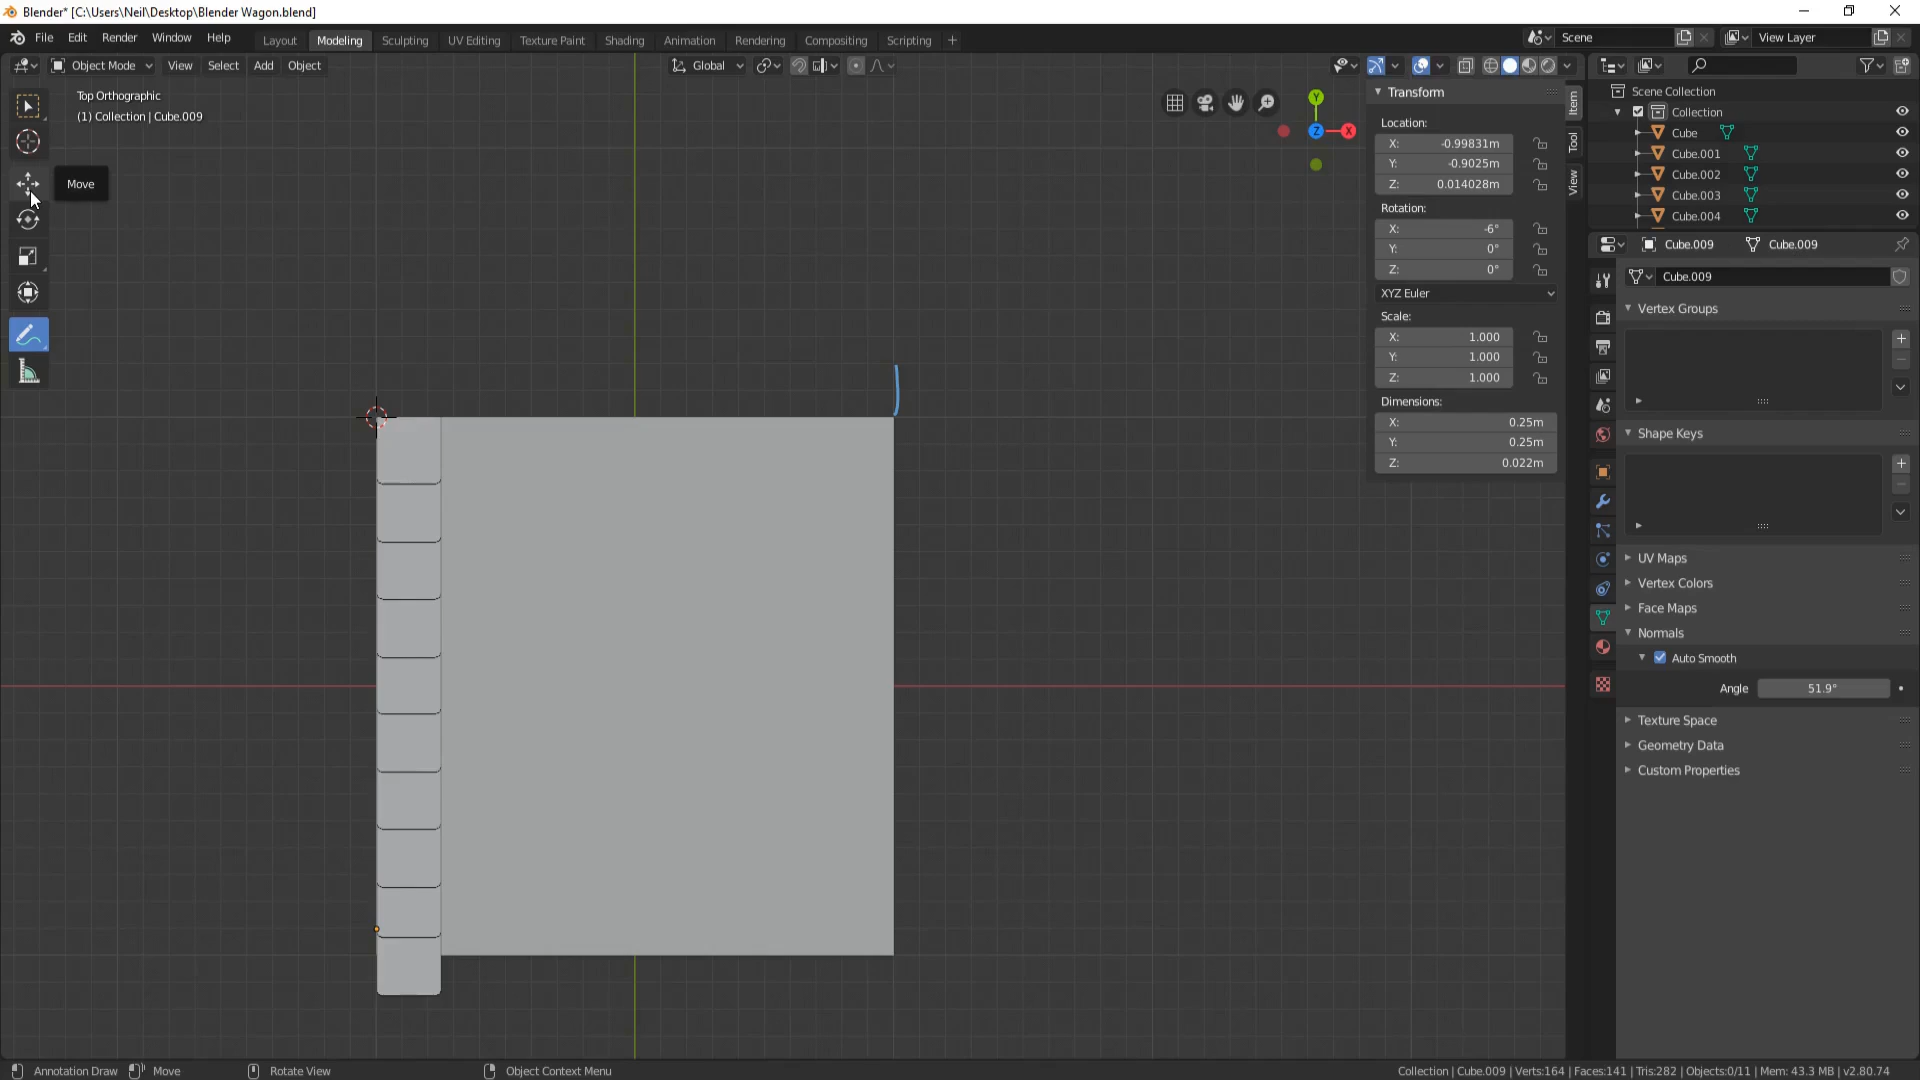 Blender* [C:\Users\Neil\Desktop\Blender Wagon.blend]
File Edit Render Window Help
Layout Modeling Sculpting UV Editing Texture Paint Shading Animation Rendering Compositing Scripting +
Scene
View Layer
Object Mode View Select Add Object
Global
Top Orthographic
(1) Collection | Cube.009
Move
Y
Z
X
Transform
Location:
X: -0.99831m
Y: -0.9025m
Z: 0.014028m
Rotation:
X: -6°
Y: 0°
Z: 0°
XYZ Euler
Scale:
X: 1.000
Y: 1.000
Z: 1.000
Dimensions:
X: 0.25m
Y: 0.25m
Z: 0.022m
Item
Tool
View
Scene Collection
Collection
Cube
Cube.001
Cube.002
Cube.003
Cube.004
Cube.009 Cube.009
Cube.009
Vertex Groups
Shape Keys
UV Maps
Vertex Colors
Face Maps
Normals
Auto Smooth
Angle 51.9°
Texture Space
Geometry Data
Custom Properties
Annotation Draw Move Rotate View Object Context Menu
Collection | Cube.009 | Verts:164 | Faces:141 | Tris:282 | Objects:0/11 | Mem: 43.3 MB | v2.80.74